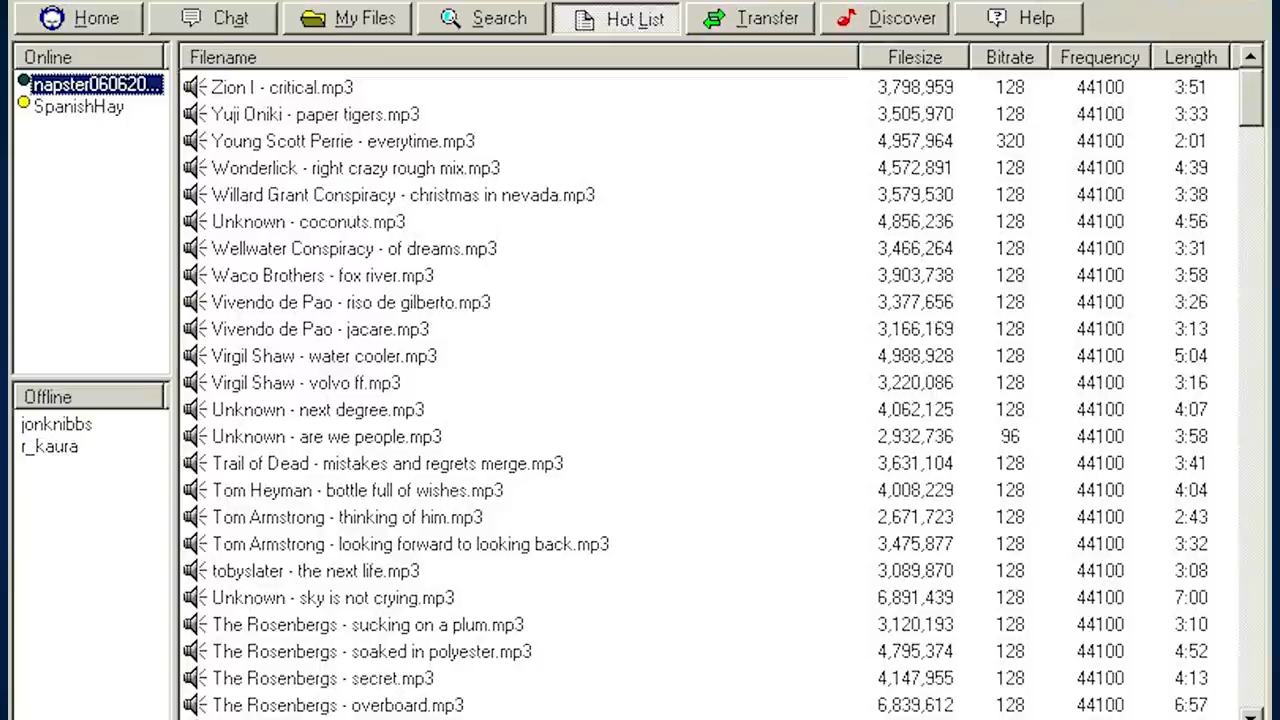 Home Chat My Files Search Hot List Transfer Discover Help
Online
napster060620...
SpanishHay
Offline
jonknibbs
r_kaura
Filename Filesize Bitrate Frequency Length
Zion I - critical.mp3 3,798,959 128 44100 3:51
Yuji Oniki - paper tigers.mp3 3,505,970 128 44100 3:33
Young Scott Perrie - everytime.mp3 4,957,964 320 44100 2:01
Wonderlick - right crazy rough mix.mp3 4,572,891 128 44100 4:39
Willard Grant Conspiracy - christmas in nevada.mp3 3,579,530 128 44100 3:38
Unknown - coconuts.mp3 4,856,236 128 44100 4:56
Wellwater Conspiracy - of dreams.mp3 3,466,264 128 44100 3:31
Waco Brothers - fox river.mp3 3,903,738 128 44100 3:58
Vivendo de Pao - riso de gilberto.mp3 3,377,656 128 44100 3:26
Vivendo de Pao - jacare.mp3 3,166,169 128 44100 3:13
Virgil Shaw - water cooler.mp3 4,988,928 128 44100 5:04
Virgil Shaw - volvo ff.mp3 3,220,086 128 44100 3:16
Unknown - next degree.mp3 4,062,125 128 44100 4:07
Unknown - are we people.mp3 2,932,736 96 44100 3:58
Trail of Dead - mistakes and regrets merge.mp3 3,631,104 128 44100 3:41
Tom Heyman - bottle full of wishes.mp3 4,008,229 128 44100 4:04
Tom Armstrong - thinking of him.mp3 2,671,723 128 44100 2:43
Tom Armstrong - looking forward to looking back.mp3 3,475,877 128 44100 3:32
tobyslater - the next life.mp3 3,089,870 128 44100 3:08
Unknown - sky is not crying.mp3 6,891,439 128 44100 7:00
The Rosenbergs - sucking on a plum.mp3 3,120,193 128 44100 3:10
The Rosenbergs - soaked in polyester.mp3 4,795,374 128 44100 4:52
The Rosenbergs - secret.mp3 4,147,955 128 44100 4:13
The Rosenbergs - overboard.mp3 6,839,612 128 44100 6:57